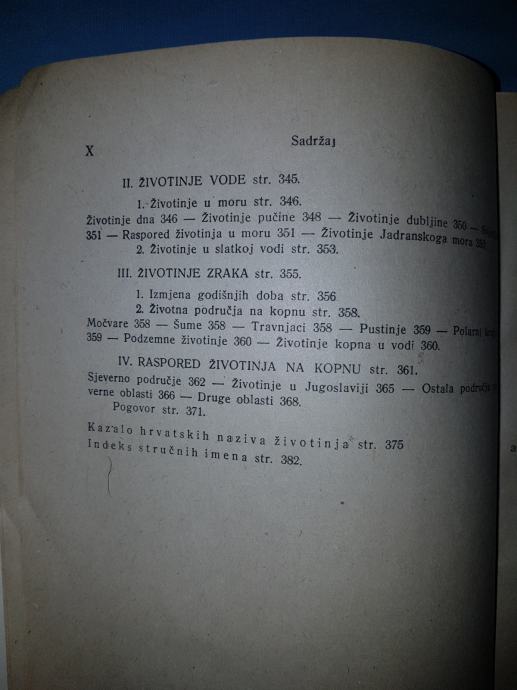 X
Sadržaj
II. ŽIVOTINJE VODE str. 345.
1. Životinje u moru str. 346.
Životinje dna 346 — Životinje pučine 348 — Životinje dubljine 350 —
351 — Raspored životinja u moru 351 — Životinje Jadranskoga mora 352
2. Životinje u slatkoj vodi str. 353.
III. ŽIVOTINJE ZRAKA str. 355.
1. Izmjena godišnjih doba str. 356
2. Životna područja na kopnu str. 358.
Močvare 358 — Šume 358 — Travnjaci 358 — Pustinje 359 — Polarni
359 — Podzemne životinje 360 — Životinje kopna u vodi 360.
IV. RASPORED ŽIVOTINJA NA KOPNU str. 361.
Sjeverno područje 362 — Životinje u Jugoslaviji 365 — Ostala područja
verne oblasti 366 — Druge oblasti 368.
Pogovor str. 371.
Kazalo hrvatskih naziva životinja str. 375
Indeks stručnih imena str. 382.